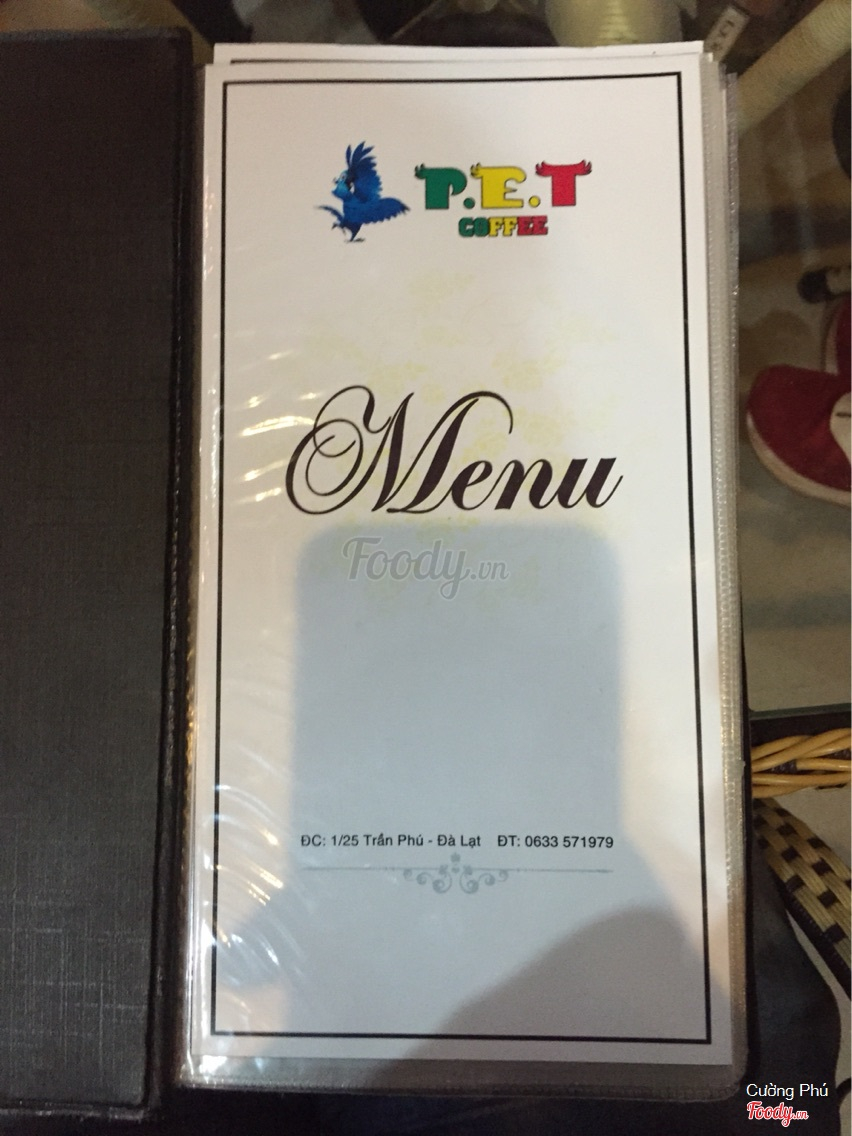 P.E.T
COFFEE
Menu
Foody.vn
ĐC: 1/25 Trần Phú - Đà Lạt ĐT: 0633 571979
Cường Phú
Foody.vn